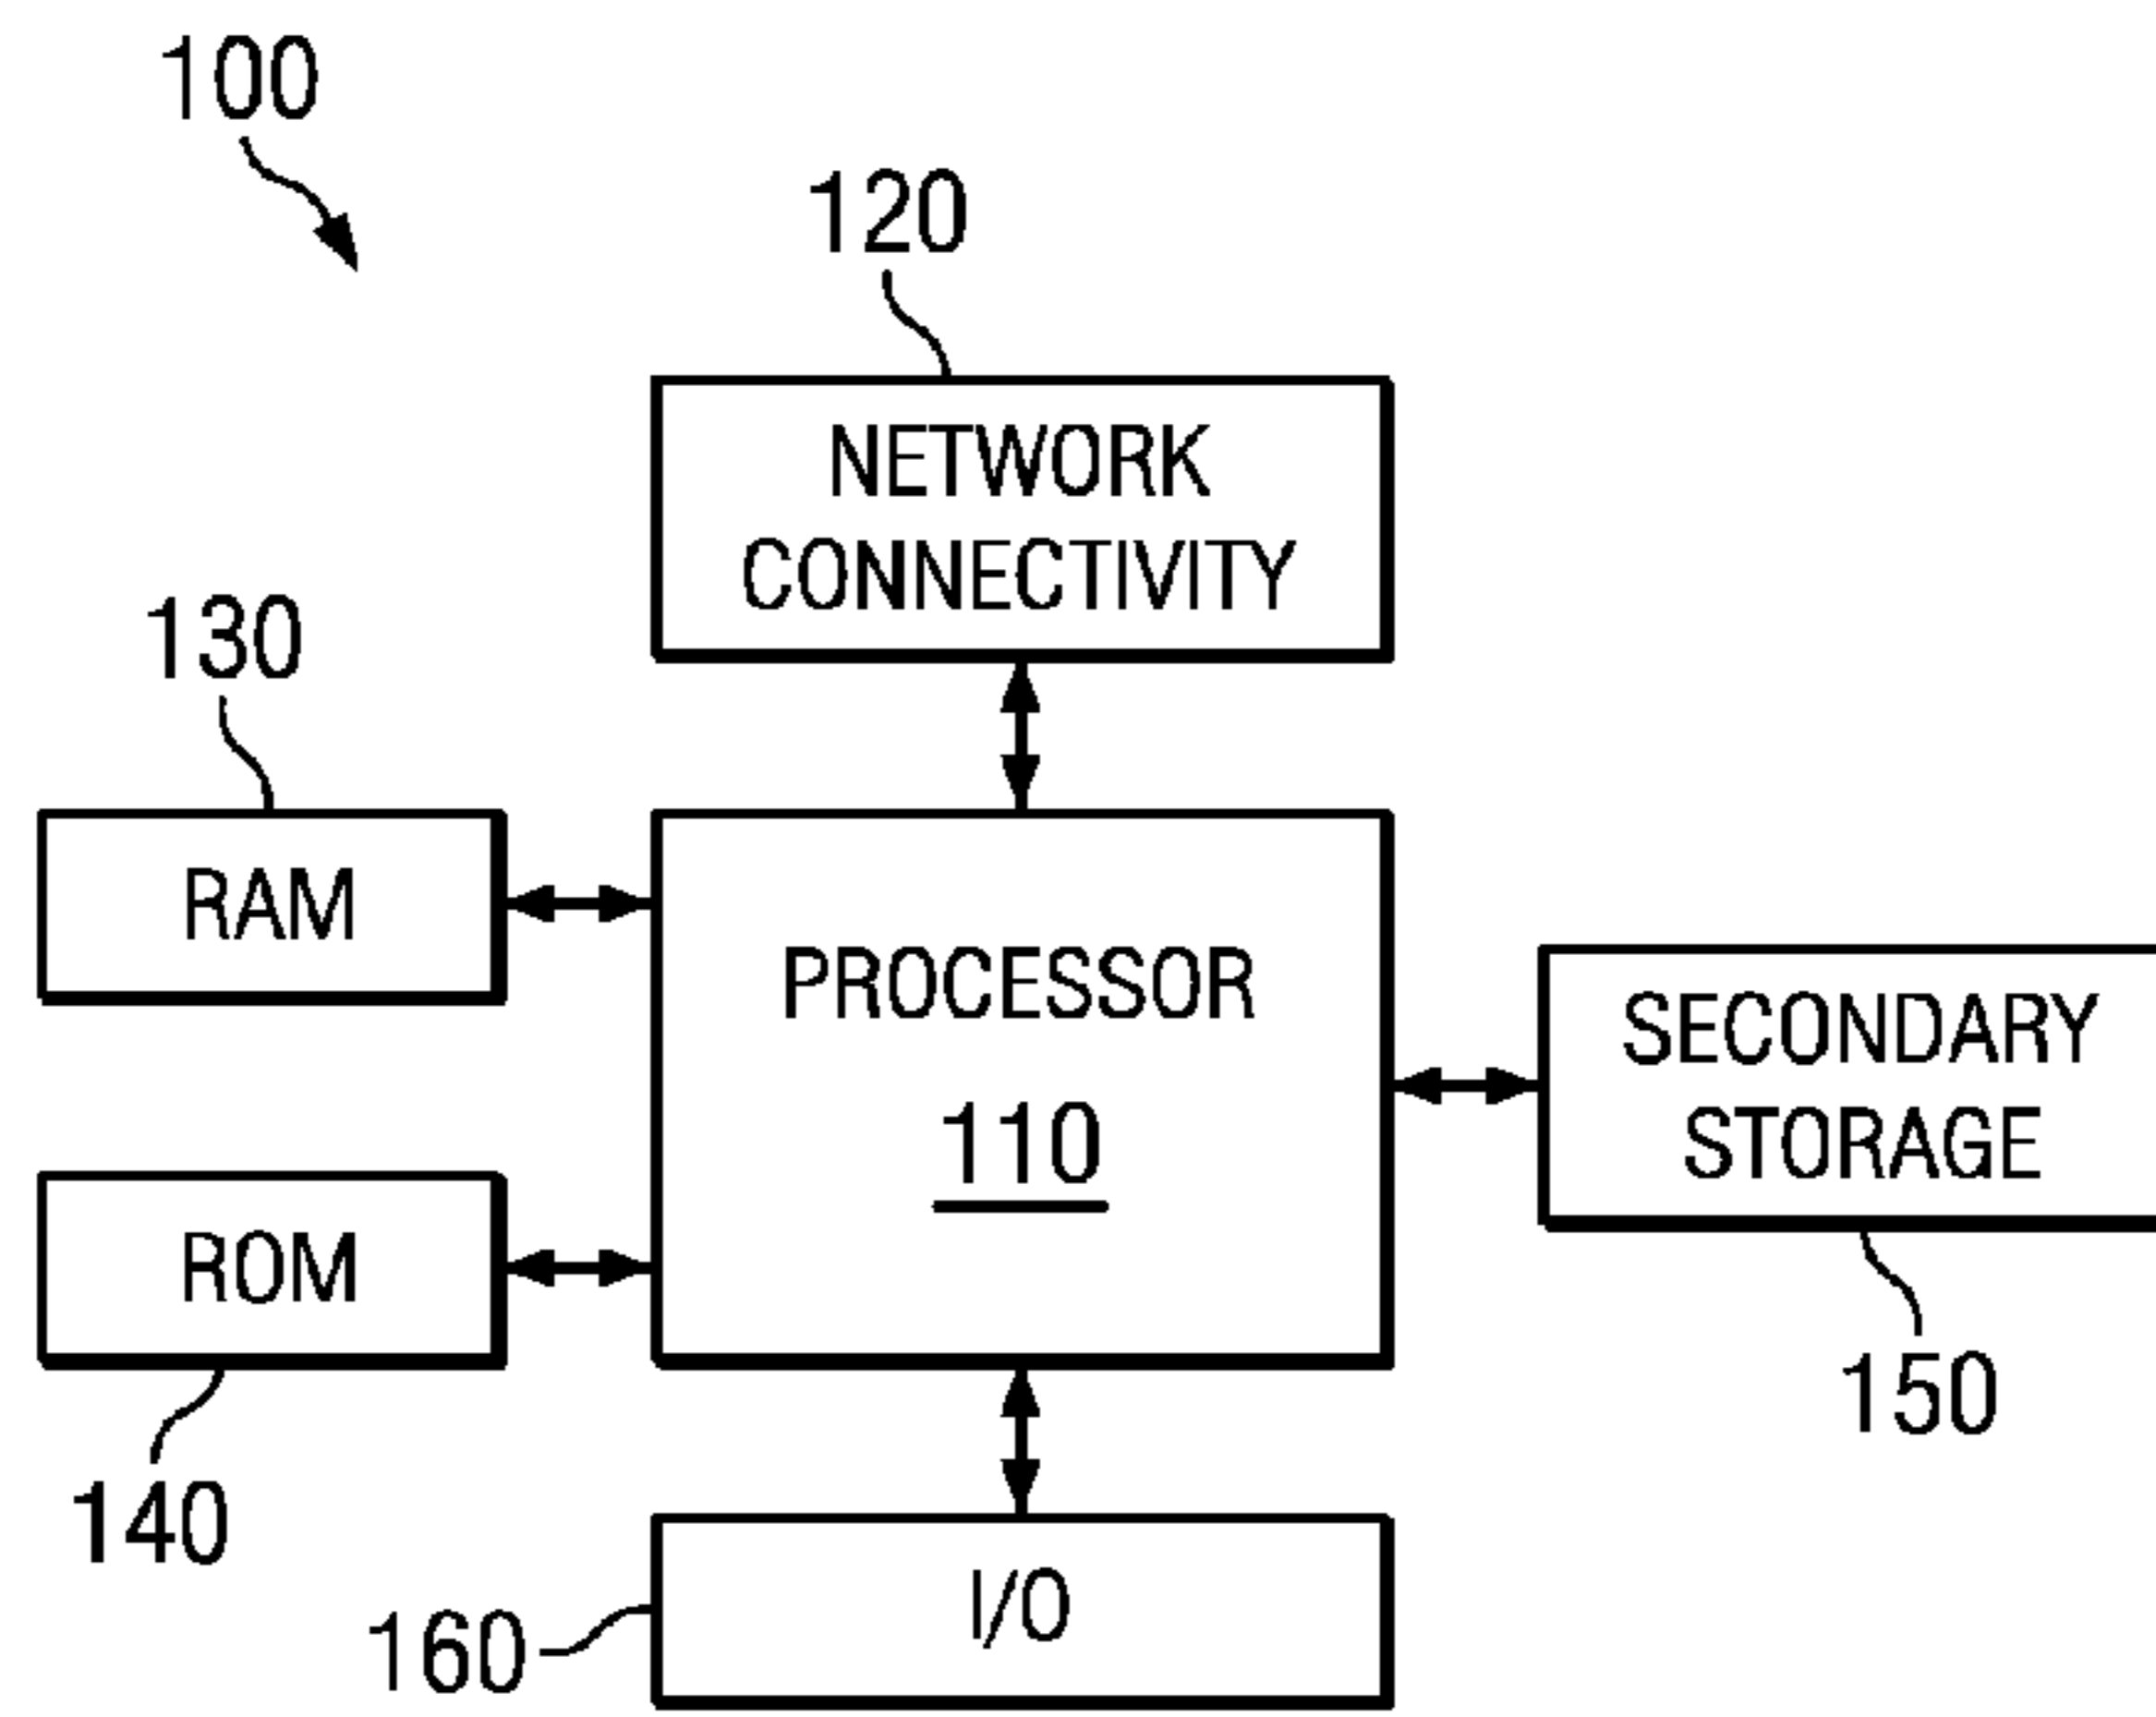 100
120
NETWORK
CONNECTIVITY
130
RAM
PROCESSOR
110
SECONDARY
STORAGE
ROM
150
140
I/O
160